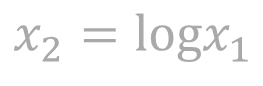 x₂ = logx₁